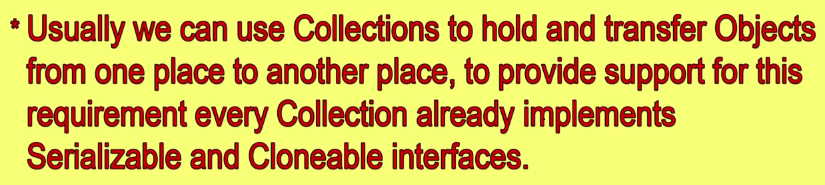 * Usually we can use Collections to hold and transfer Objects
from one place to another place, to provide support for this
requirement every Collection already implements
Serializable and Cloneable interfaces.